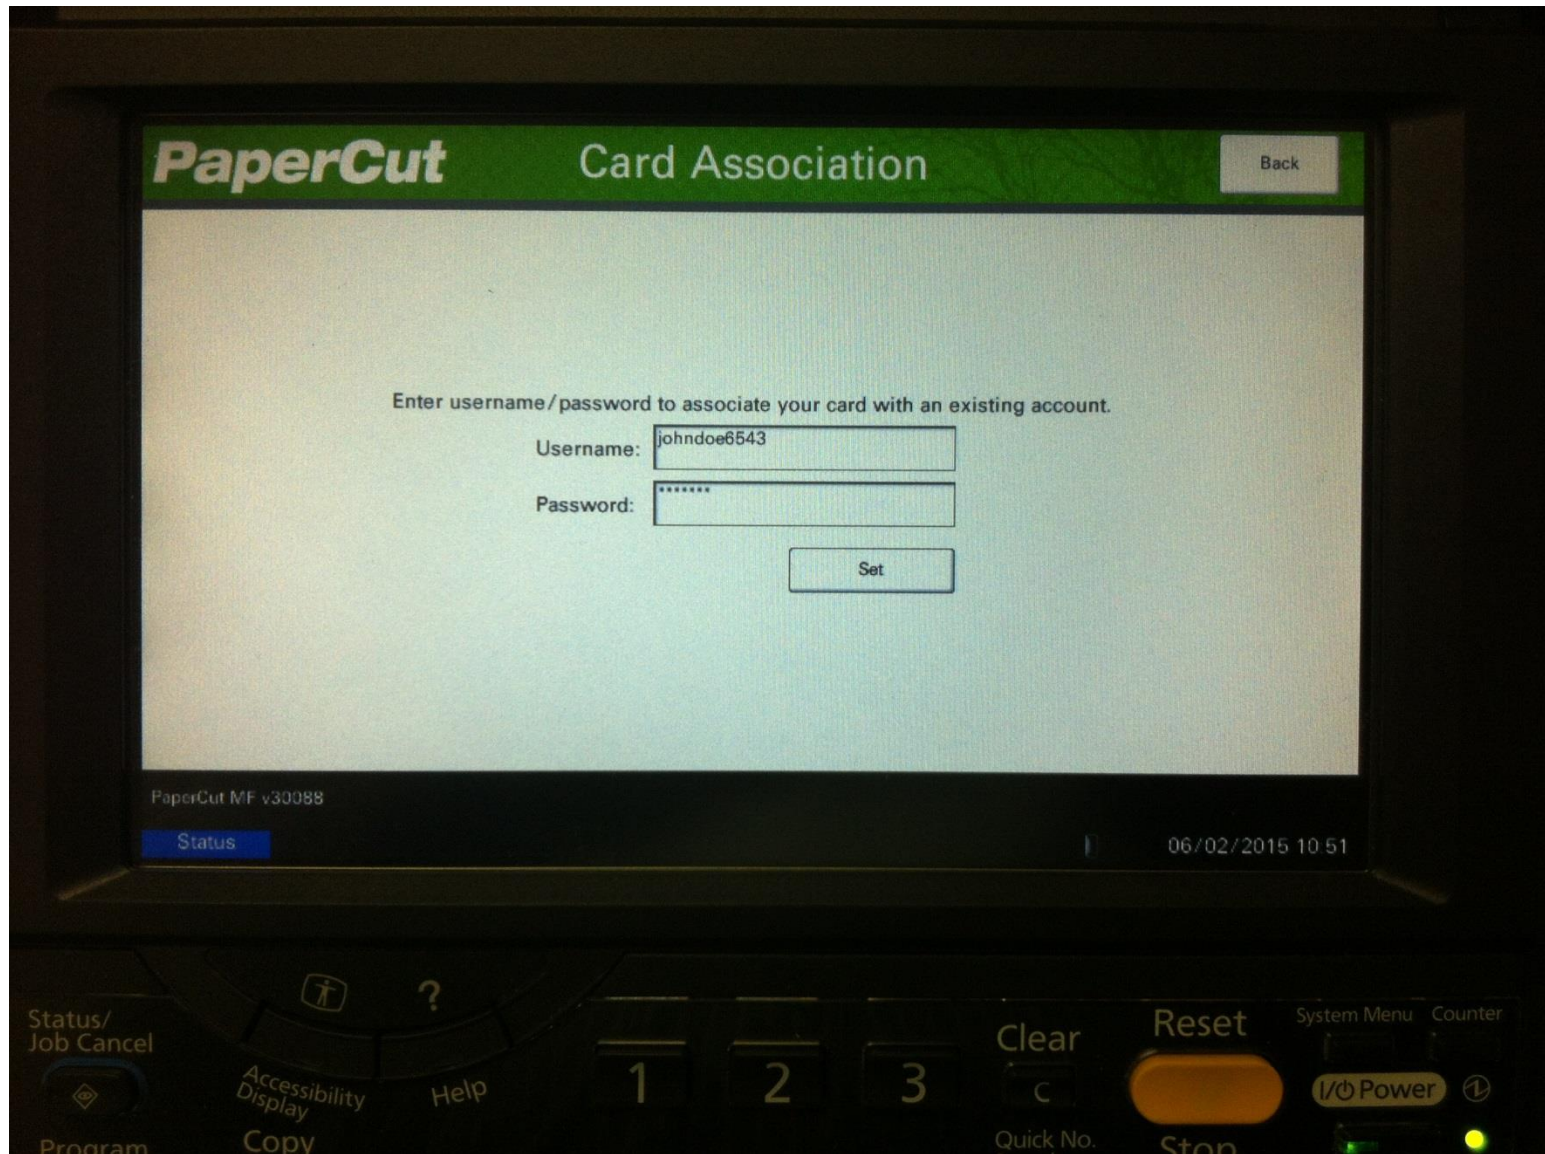 PaperCut Card Association Back
Enter username/password to associate your card with an existing account.
Username: johndoe6543
Password: *******
Set
PaperCut MF v30088
Status 06/02/2015 10:51
Status/
Job Cancel
Accessibility
Display
?
Help
1 2 3
Clear
C
Reset
System Menu Counter
Power
Program
Copy
Quick No.
Stop